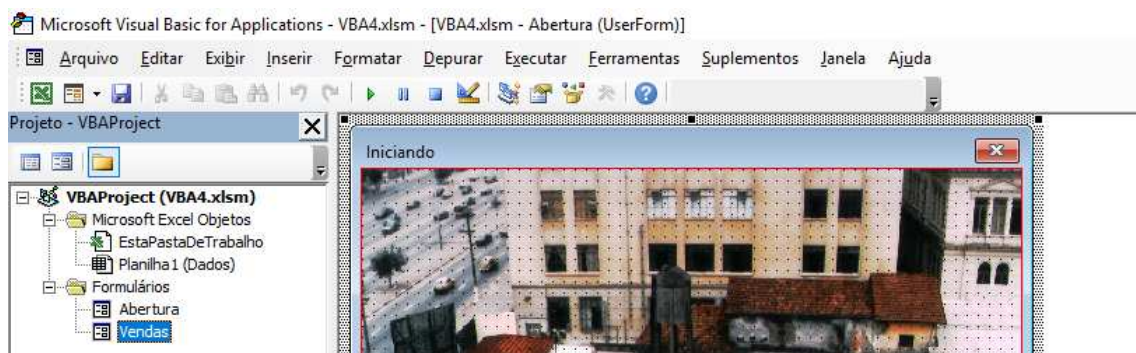 Microsoft Visual Basic for Applications - VBA4.xlsm - [VBA4.xlsm - Abertura (UserForm)]
Arquivo Editar Exibir Inserir Formatar Depurar Executar Ferramentas Suplementos Janela Ajuda
Projeto - VBAProject
Iniciando
VBAProject (VBA4.xlsm)
Microsoft Excel Objetos
EstaPastaDeTrabalho
Planilha1 (Dados)
Formulários
Abertura
Vendas